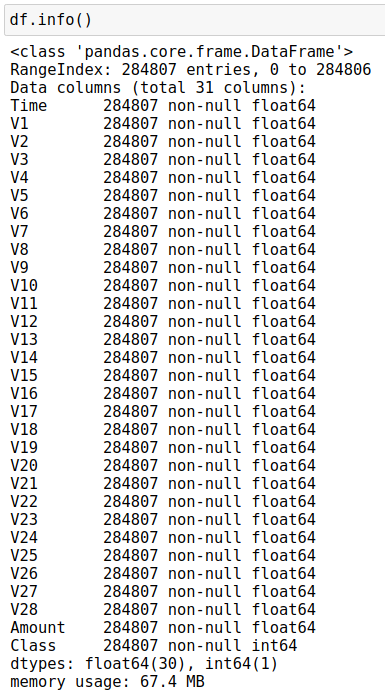 df.info()
<class 'pandas.core.frame.DataFrame'>
RangeIndex: 284807 entries, 0 to 284806
Data columns (total 31 columns):
Time      284807 non-null float64
V1        284807 non-null float64
V2        284807 non-null float64
V3        284807 non-null float64
V4        284807 non-null float64
V5        284807 non-null float64
V6        284807 non-null float64
V7        284807 non-null float64
V8        284807 non-null float64
V9        284807 non-null float64
V10       284807 non-null float64
V11       284807 non-null float64
V12       284807 non-null float64
V13       284807 non-null float64
V14       284807 non-null float64
V15       284807 non-null float64
V16       284807 non-null float64
V17       284807 non-null float64
V18       284807 non-null float64
V19       284807 non-null float64
V20       284807 non-null float64
V21       284807 non-null float64
V22       284807 non-null float64
V23       284807 non-null float64
V24       284807 non-null float64
V25       284807 non-null float64
V26       284807 non-null float64
V27       284807 non-null float64
V28       284807 non-null float64
Amount    284807 non-null float64
Class     284807 non-null int64
dtypes: float64(30), int64(1)
memory usage: 67.4 MB